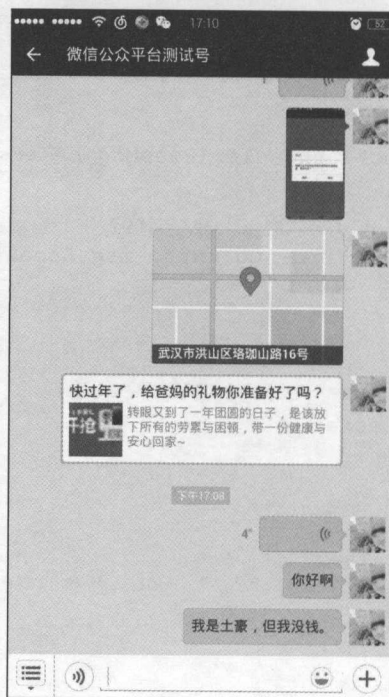 17:10
52
微信公众平台测试号
武汉市洪山区珞珈山路16号
快过年了，给爸妈的礼物你准备好了吗？
转眼又到了一年团圆的日子，是该放
下所有的劳累与困顿，带一份健康与
安心回家~
下午17:08
4"
你好啊
我是土豪，但我没钱。